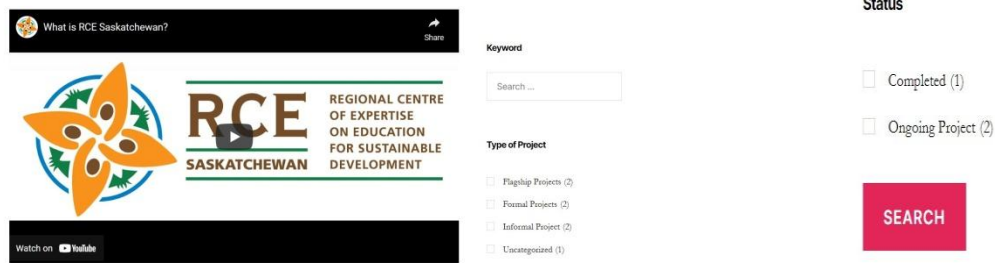 What is RCE Saskatchewan?
Share
RCE
SASKATCHEWAN
REGIONAL CENTRE
OF EXPERTISE
ON EDUCATION
FOR SUSTAINABLE
DEVELOPMENT
Watch on YouTube
Keyword
Search ...
Type of Project
Flagship Projects (2)
Formal Projects (2)
Informal Project (2)
Uncategorized (1)
Status
Completed (1)
Ongoing Project (2)
SEARCH